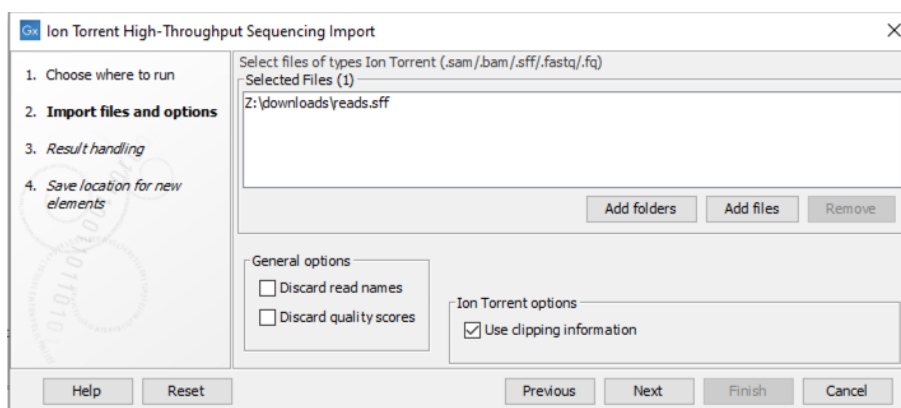 Gx Ion Torrent High-Throughput Sequencing Import
1. Choose where to run
2. Import files and options
3. Result handling
4. Save location for new
elements
Select files of types Ion Torrent (.sam/.bam/.sff/.fastq/.fq)
Selected Files (1)
Z:\downloads\reads.sff
Add folders Add files Remove
General options
Discard read names
Discard quality scores
Ion Torrent options
Use clipping information
Help Reset Previous Next Finish Cancel